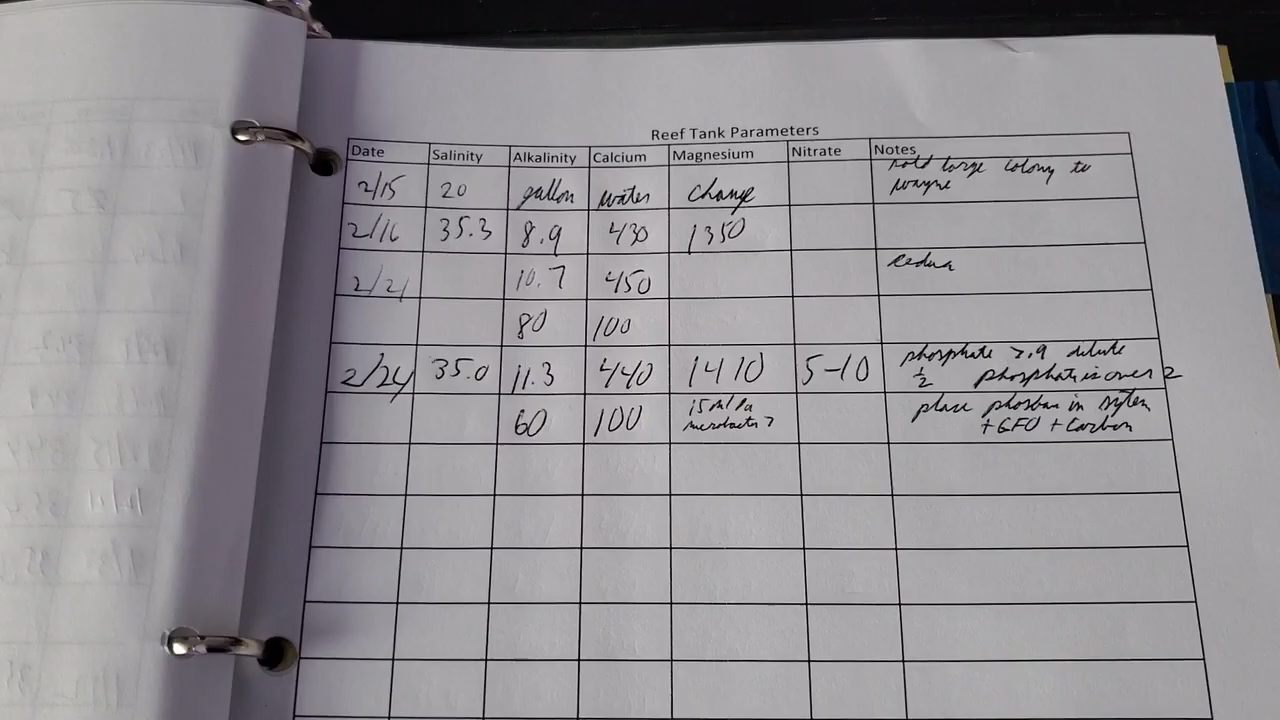 Reef Tank Parameters
Date Salinity Alkalinity Calcium Magnesium Nitrate Notes
2/15 20 gallon water change sold large colony to
wayne
2/16 35.3 8.9 430 1350
2/21 10.7 450
80 100
2/24 35.0 11.3 440 1410 5-10 phosphate >.9 dilute
1/2 phosphate is over 2
60 100 15 ml place phosban in system
+ GFO + Carbon